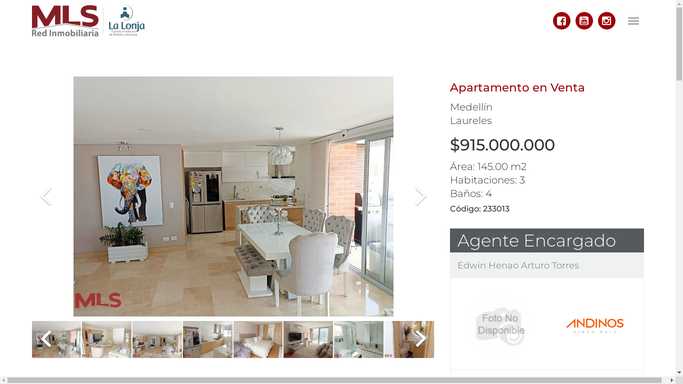 MLS
Red Inmobiliaria
La Lonja
Apartamento en Venta
Medellín
Laureles
$915.000.000
Área: 145.00 m2
Habitaciones: 3
Baños: 4
Código: 233013
Agente Encargado
Edwin Henao Arturo Torres
MLS
Foto No
Disponible
ANDINOS